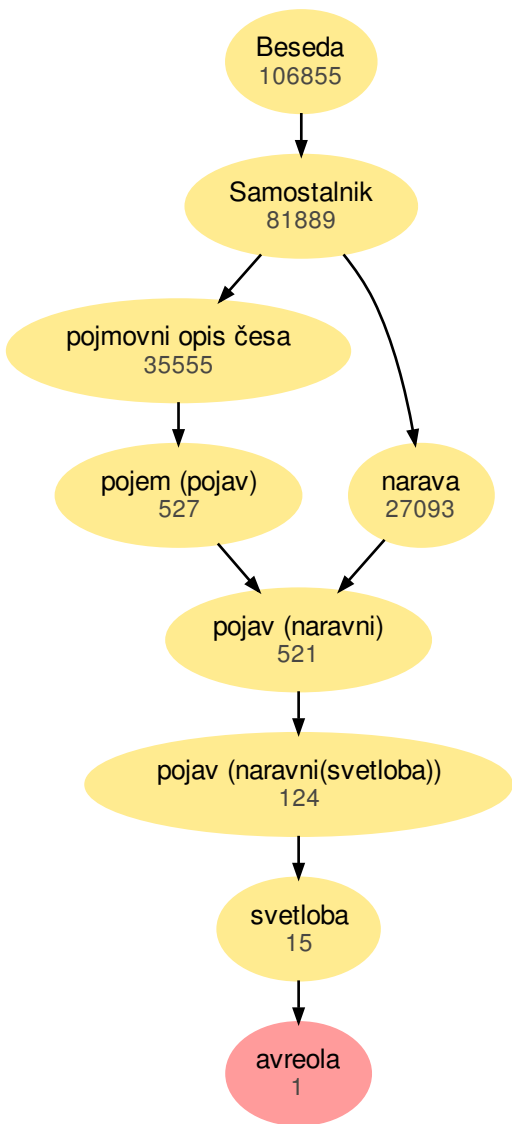 Beseda
106855
Samostalnik
81889
pojmovni opis česa
35555
pojem (pojav)
527
narava
27093
pojav (naravni)
521
pojav (naravni(svetloba))
124
svetloba
15
avreola
1